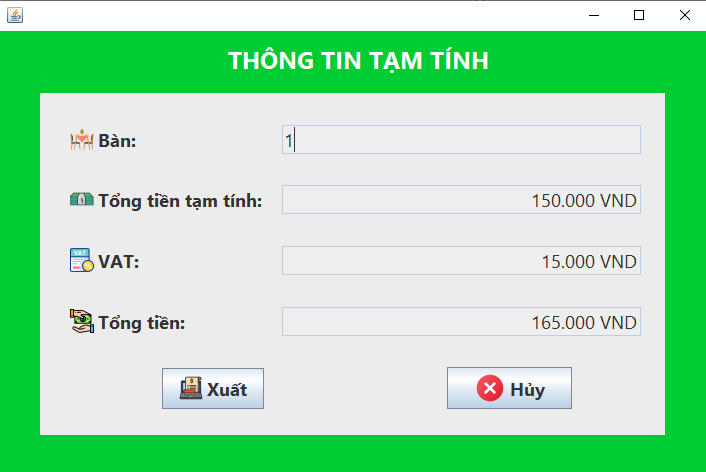 THÔNG TIN TẠM TÍNH
Bàn: 1
Tổng tiền tạm tính: 150.000 VND
VAT: 15.000 VND
Tổng tiền: 165.000 VND
Xuất Hủy